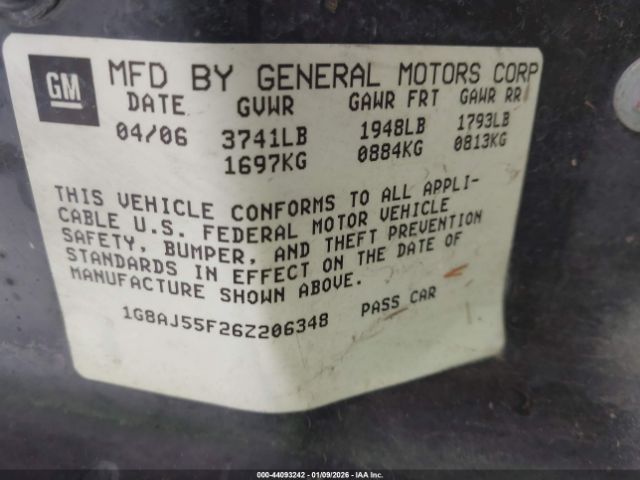 GM MFD BY GENERAL MOTORS CORP
DATE GVWR GAWR FRT GAWR RR
04/06 3741LB 1948LB 1793LB
1697KG 0884KG 0813KG
THIS VEHICLE CONFORMS TO ALL APPLI-
CABLE U.S. FEDERAL MOTOR VEHICLE
SAFETY, BUMPER, AND THEFT PREVENTION
STANDARDS IN EFFECT ON THE DATE OF
MANUFACTURE SHOWN ABOVE.
1G8AJ55F26Z206348 PASS CAR
000-44093242 - 01/09/2026 - IAAI, Inc.